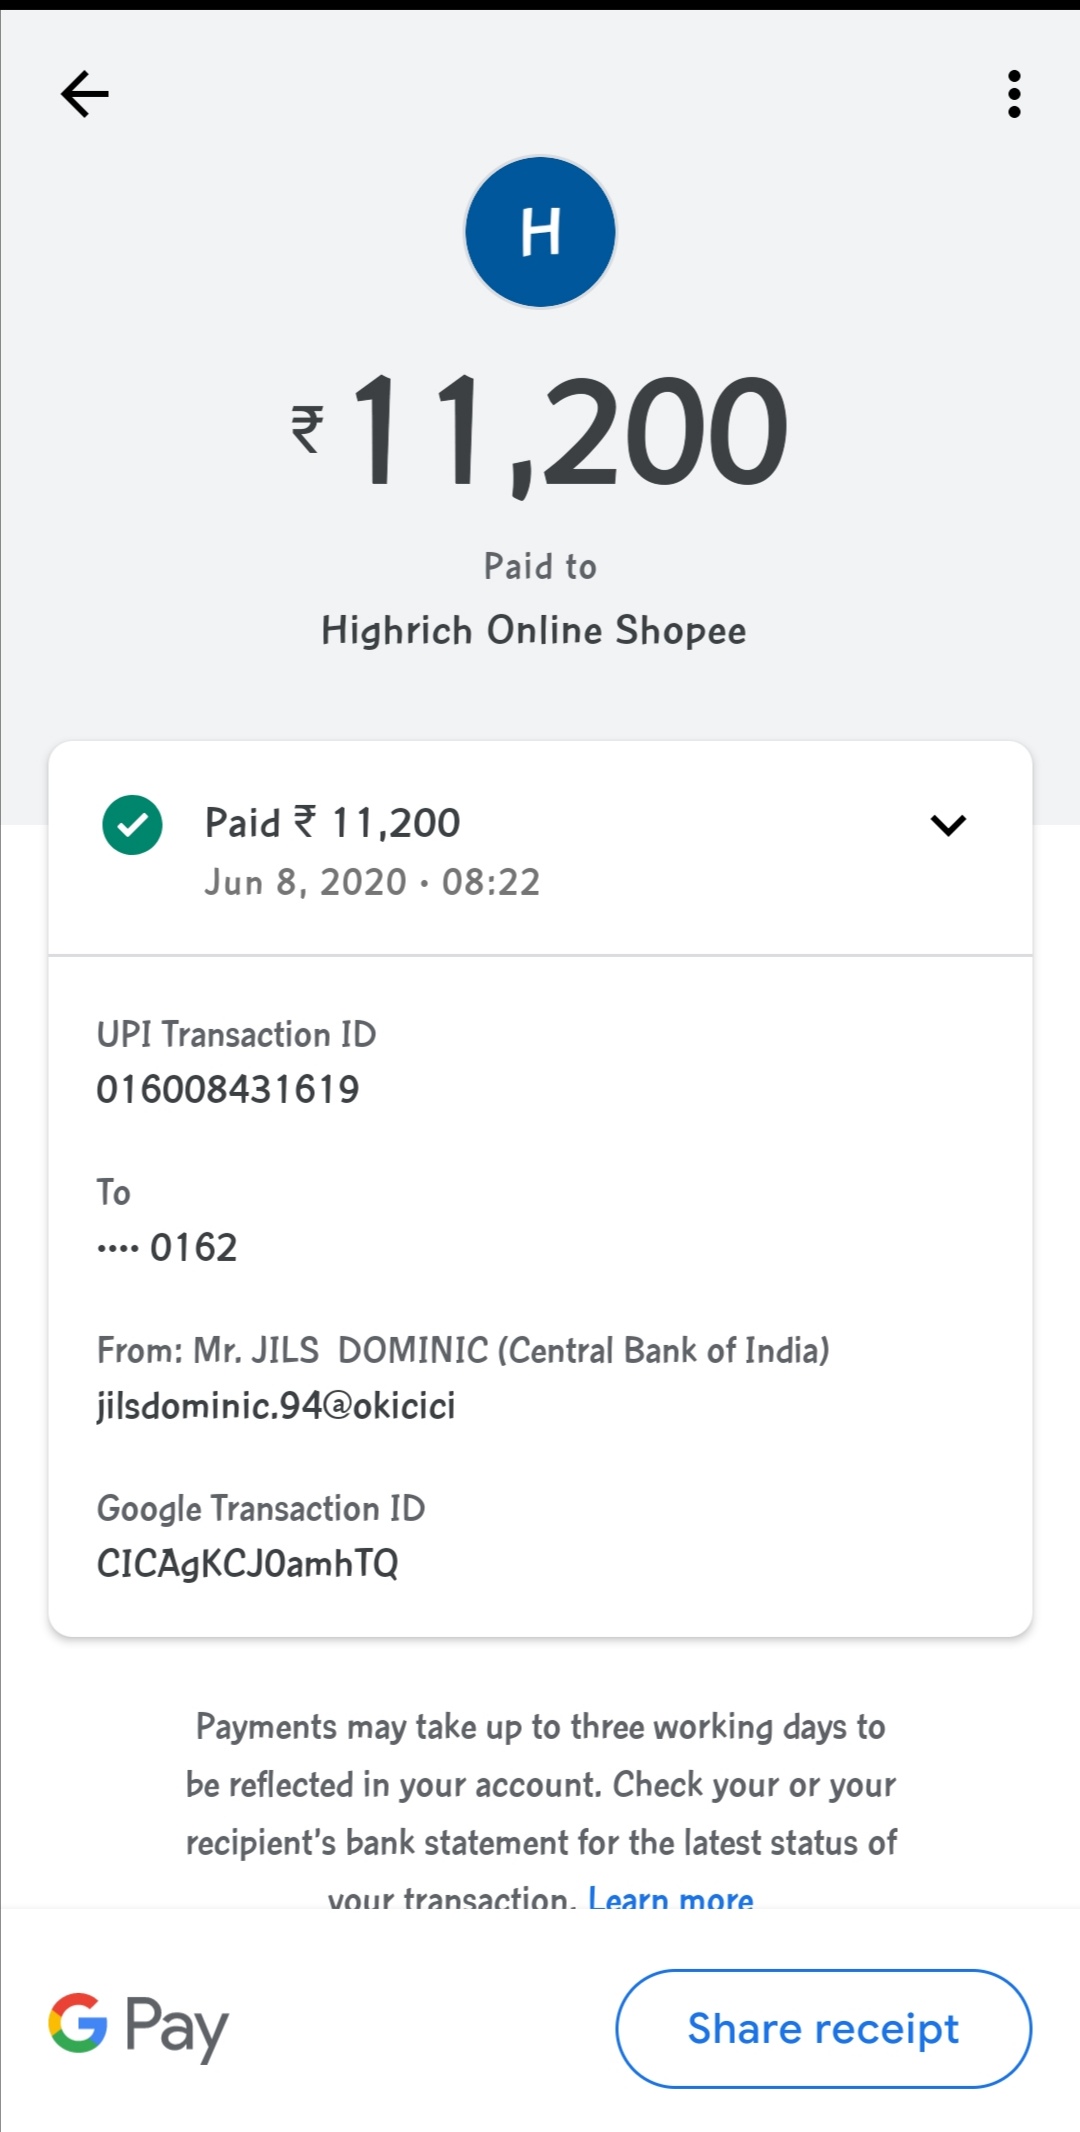 H
₹ 11,200
Paid to
Highrich Online Shopee
Paid ₹ 11,200
Jun 8, 2020 · 08:22
UPI Transaction ID
016008431619
To
•••• 0162
From: Mr. JILS  DOMINIC (Central Bank of India)
jilsdominic.94@okicici
Google Transaction ID
CICAgKCJ0amhTQ
Payments may take up to three working days to
be reflected in your account. Check your or your
recipient's bank statement for the latest status of
your transaction. Learn more
G Pay
Share receipt